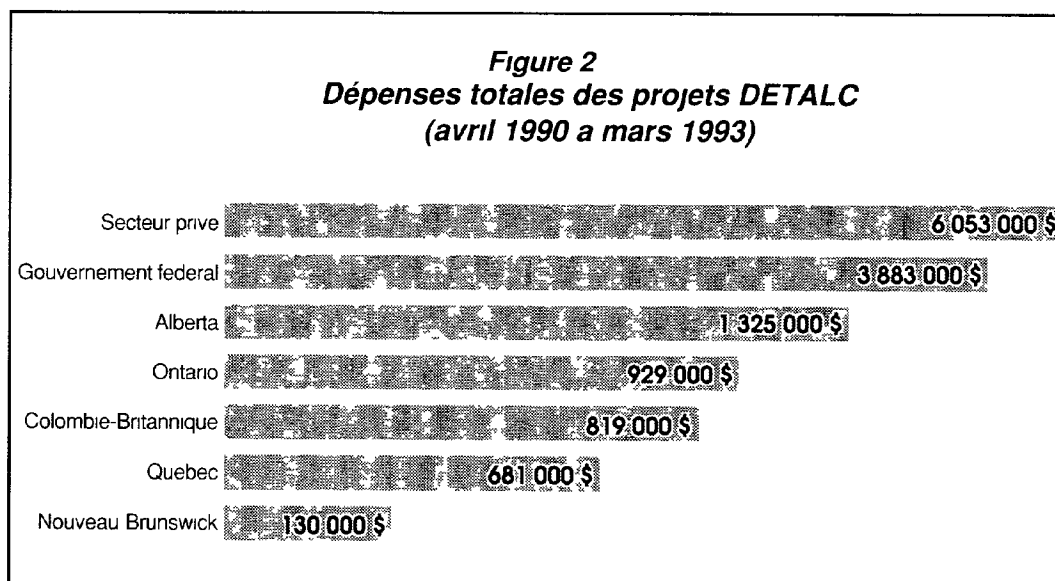 Figure 2
Dépenses totales des projets DETALC
(avril 1990 a mars 1993)
Secteur prive 6 053 000 $
Gouvernement federal 3 883 000 $
Alberta 1 325 000 $
Ontario 929 000 $
Colombie-Britannique 819 000 $
Quebec 681 000 $
Nouveau Brunswick 130 000 $